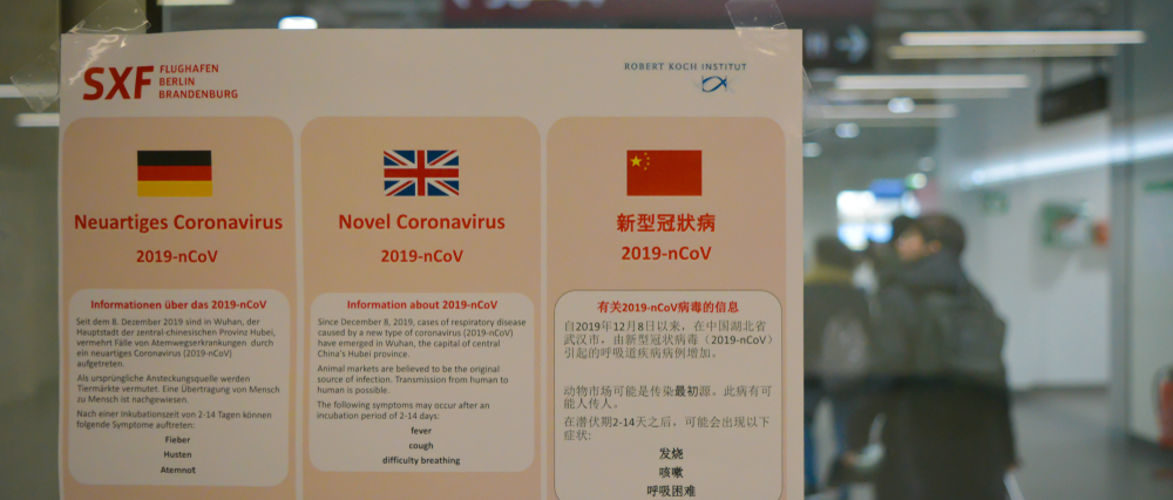 SXF FLUGHAFEN
BERLIN
BRANDENBURG
ROBERT KOCH INSTITUT
Neuartiges Coronavirus
2019-nCoV
Informationen über das 2019-nCoV
Seit dem 8. Dezember 2019 sind in Wuhan, der
Hauptstadt der zentral-chinesischen Provinz Hubei,
vermehrt Fälle von Atemwegserkrankungen durch
ein neuartiges Coronavirus (2019-nCoV)
aufgetreten.
Als ursprüngliche Ansteckungsquelle werden
Tiermärkte vermutet. Eine Übertragung von Mensch
zu Mensch ist nachgewiesen.
Nach einer Inkubationszeit von 2-14 Tagen können
folgende Symptome auftreten:
Fieber
Husten
Atemnot
Novel Coronavirus
2019-nCoV
Information about 2019-nCoV
Since December 8, 2019, cases of respiratory disease
caused by a new type of coronavirus (2019-nCoV)
have emerged in Wuhan, the capital of central
China's Hubei province.
Animal markets are believed to be the original
source of infection. Transmission from human to
human is possible.
The following symptoms may occur after an
incubation period of 2-14 days:
fever
cough
difficulty breathing
新型冠狀病
2019-nCoV
有关2019-nCoV病毒的信息
自2019年12月8日以来，在中国湖北省
武汉市，由新型冠状病毒（2019-nCoV）
引起的呼吸道疾病病例增加。
动物市场可能是传染最初源。此病有可
能人传人。
在潜伏期2-14天之后，可能会出现以下
症状:
发烧
咳嗽
呼吸困难